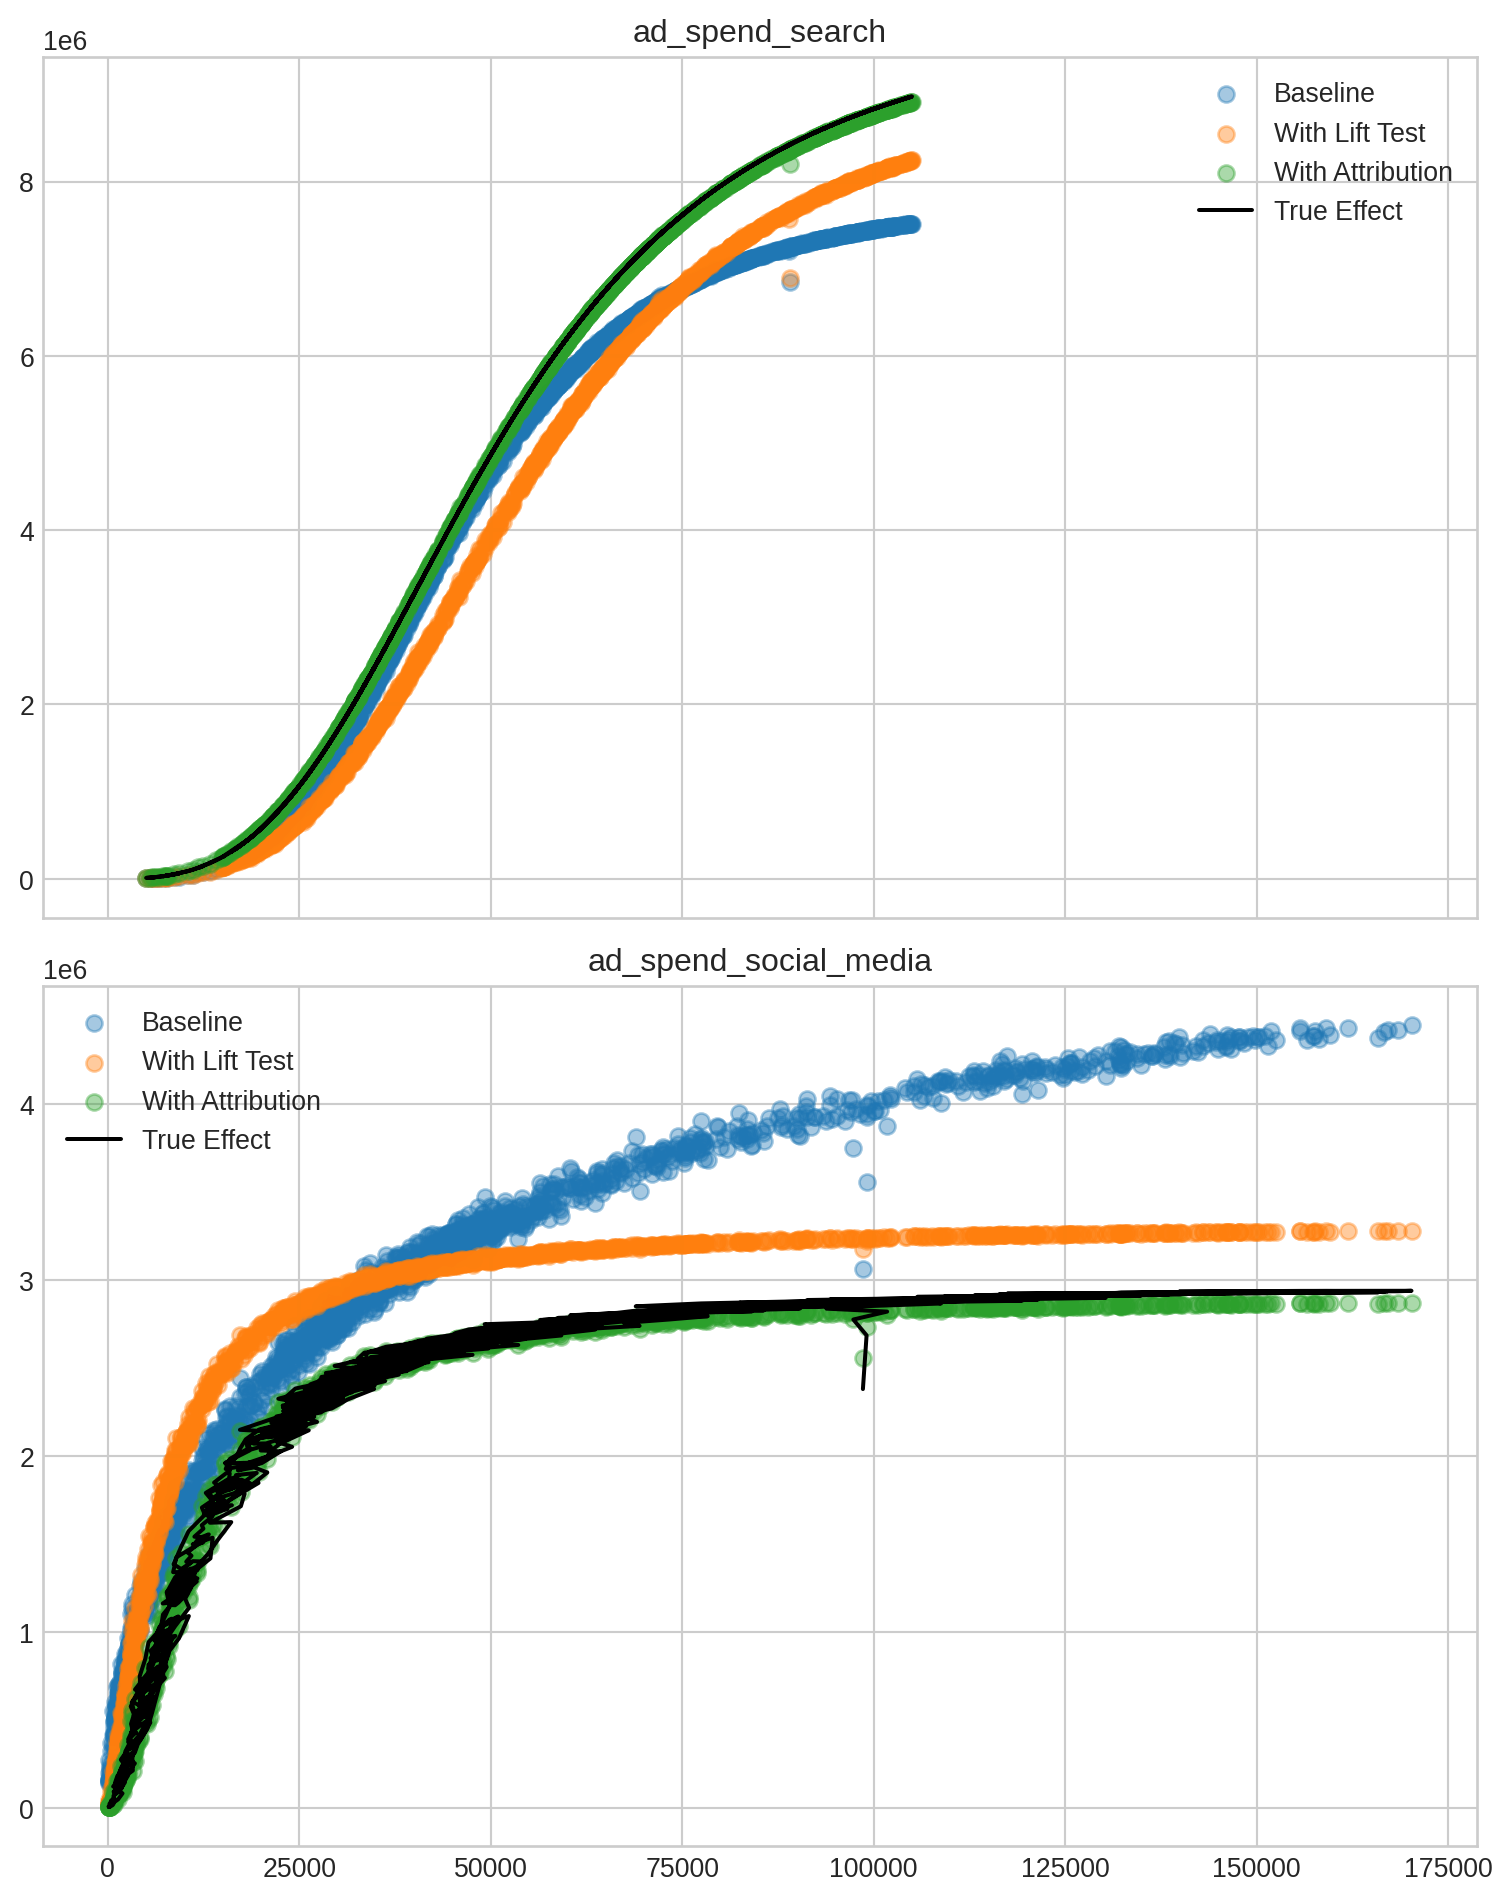 ad_spend_search
1e6
Baseline
With Lift Test
With Attribution
True Effect
8
6
4
2
0
ad_spend_social_media
1e6
Baseline
With Lift Test
With Attribution
True Effect
4
3
2
1
0
0 25000 50000 75000 100000 125000 150000 175000